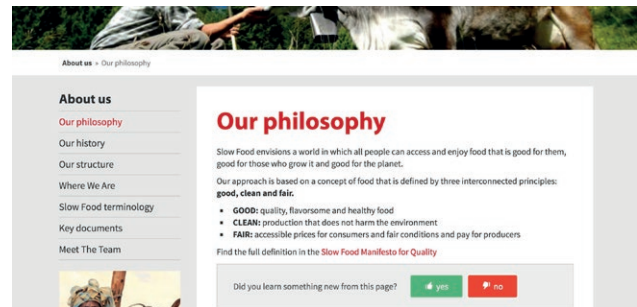 About us » Our philosophy
About us
Our philosophy
Our history
Our structure
Where We Are
Slow Food terminology
Key documents
Meet The Team
Our philosophy
Slow Food envisions a world in which all people can access and enjoy food that is good for them,
good for those who grow it and good for the planet.
Our approach is based on a concept of food that is defined by three interconnected principles:
good, clean and fair.
• GOOD: quality, flavorsome and healthy food
• CLEAN: production that does not harm the environment
• FAIR: accessible prices for consumers and fair conditions and pay for producers
Find the full definition in the Slow Food Manifesto for Quality
Did you learn something new from this page?
yes
no